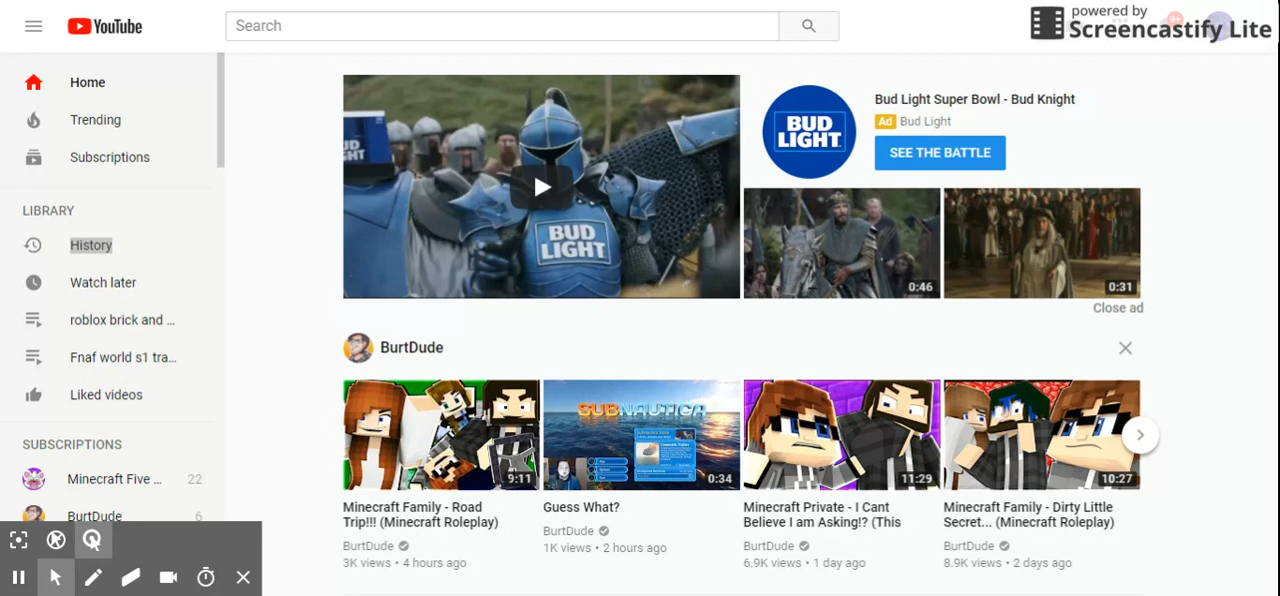 YouTube
Search
powered by
Screencastify Lite
Home
Trending
Subscriptions
LIBRARY
History
Watch later
roblox brick and ...
Fnaf world s1 tra...
Liked videos
SUBSCRIPTIONS
Minecraft Five ... 22
BurtDude 6
BUD LIGHT
BUD
LIGHT
Bud Light Super Bowl - Bud Knight
Ad Bud Light
SEE THE BATTLE
0:46
0:31
Close ad
BurtDude
9:11
SUBNAUTICA
0:34
11:29
10:27
Minecraft Family - Road
Trip!!! (Minecraft Roleplay)
BurtDude
3K views • 4 hours ago
Guess What?
BurtDude
1K views • 2 hours ago
Minecraft Private - I Cant
Believe I am Asking!? (This
BurtDude
6.9K views • 1 day ago
Minecraft Family - Dirty Little
Secret... (Minecraft Roleplay)
BurtDude
8.9K views • 2 days ago